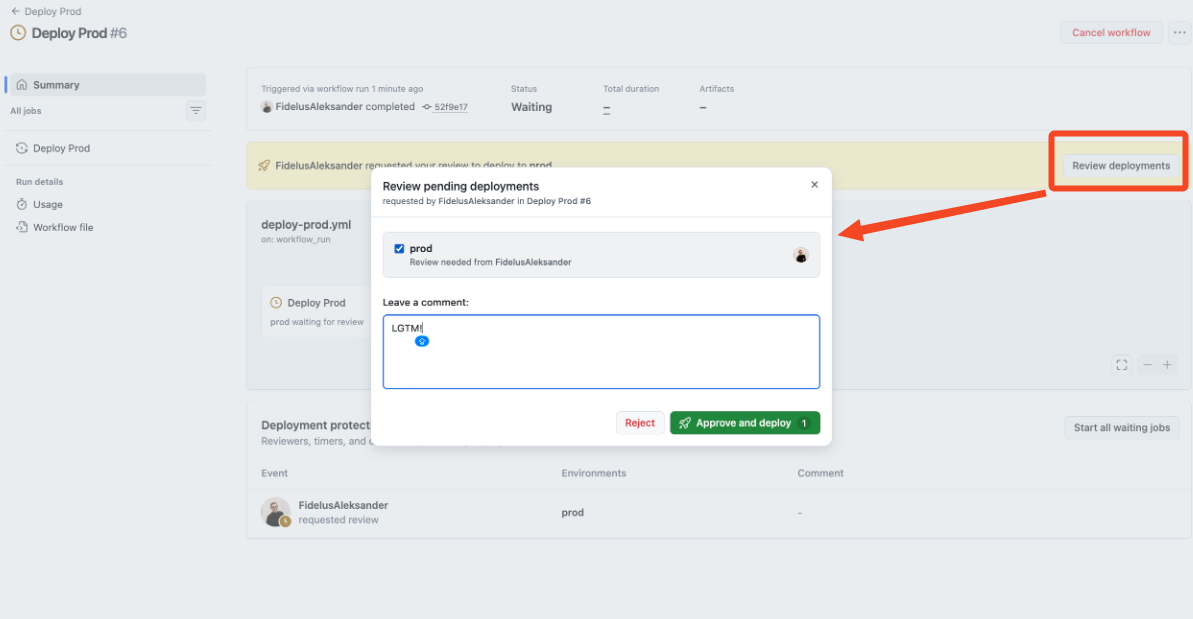 ← Deploy Prod
Deploy Prod #6
Cancel workflow
Summary
All jobs
Deploy Prod
Run details
Usage
Workflow file
Triggered via workflow run 1 minute ago
FidelusAleksander completed 52f9e17
Status
Waiting
Total duration
–
Artifacts
–
FidelusAleksander requested your review to deploy to prod
Review deployments
deploy-prod.yml
on: workflow_run
Deploy Prod
prod waiting for review
Review pending deployments
requested by FidelusAleksander in Deploy Prod #6
prod
Review needed from FidelusAleksander
Leave a comment:
LGTM!
Reject
Approve and deploy 1
Deployment protect
Reviewers, timers, and
Start all waiting jobs
Event Environments Comment
FidelusAleksander
requested review
prod
-